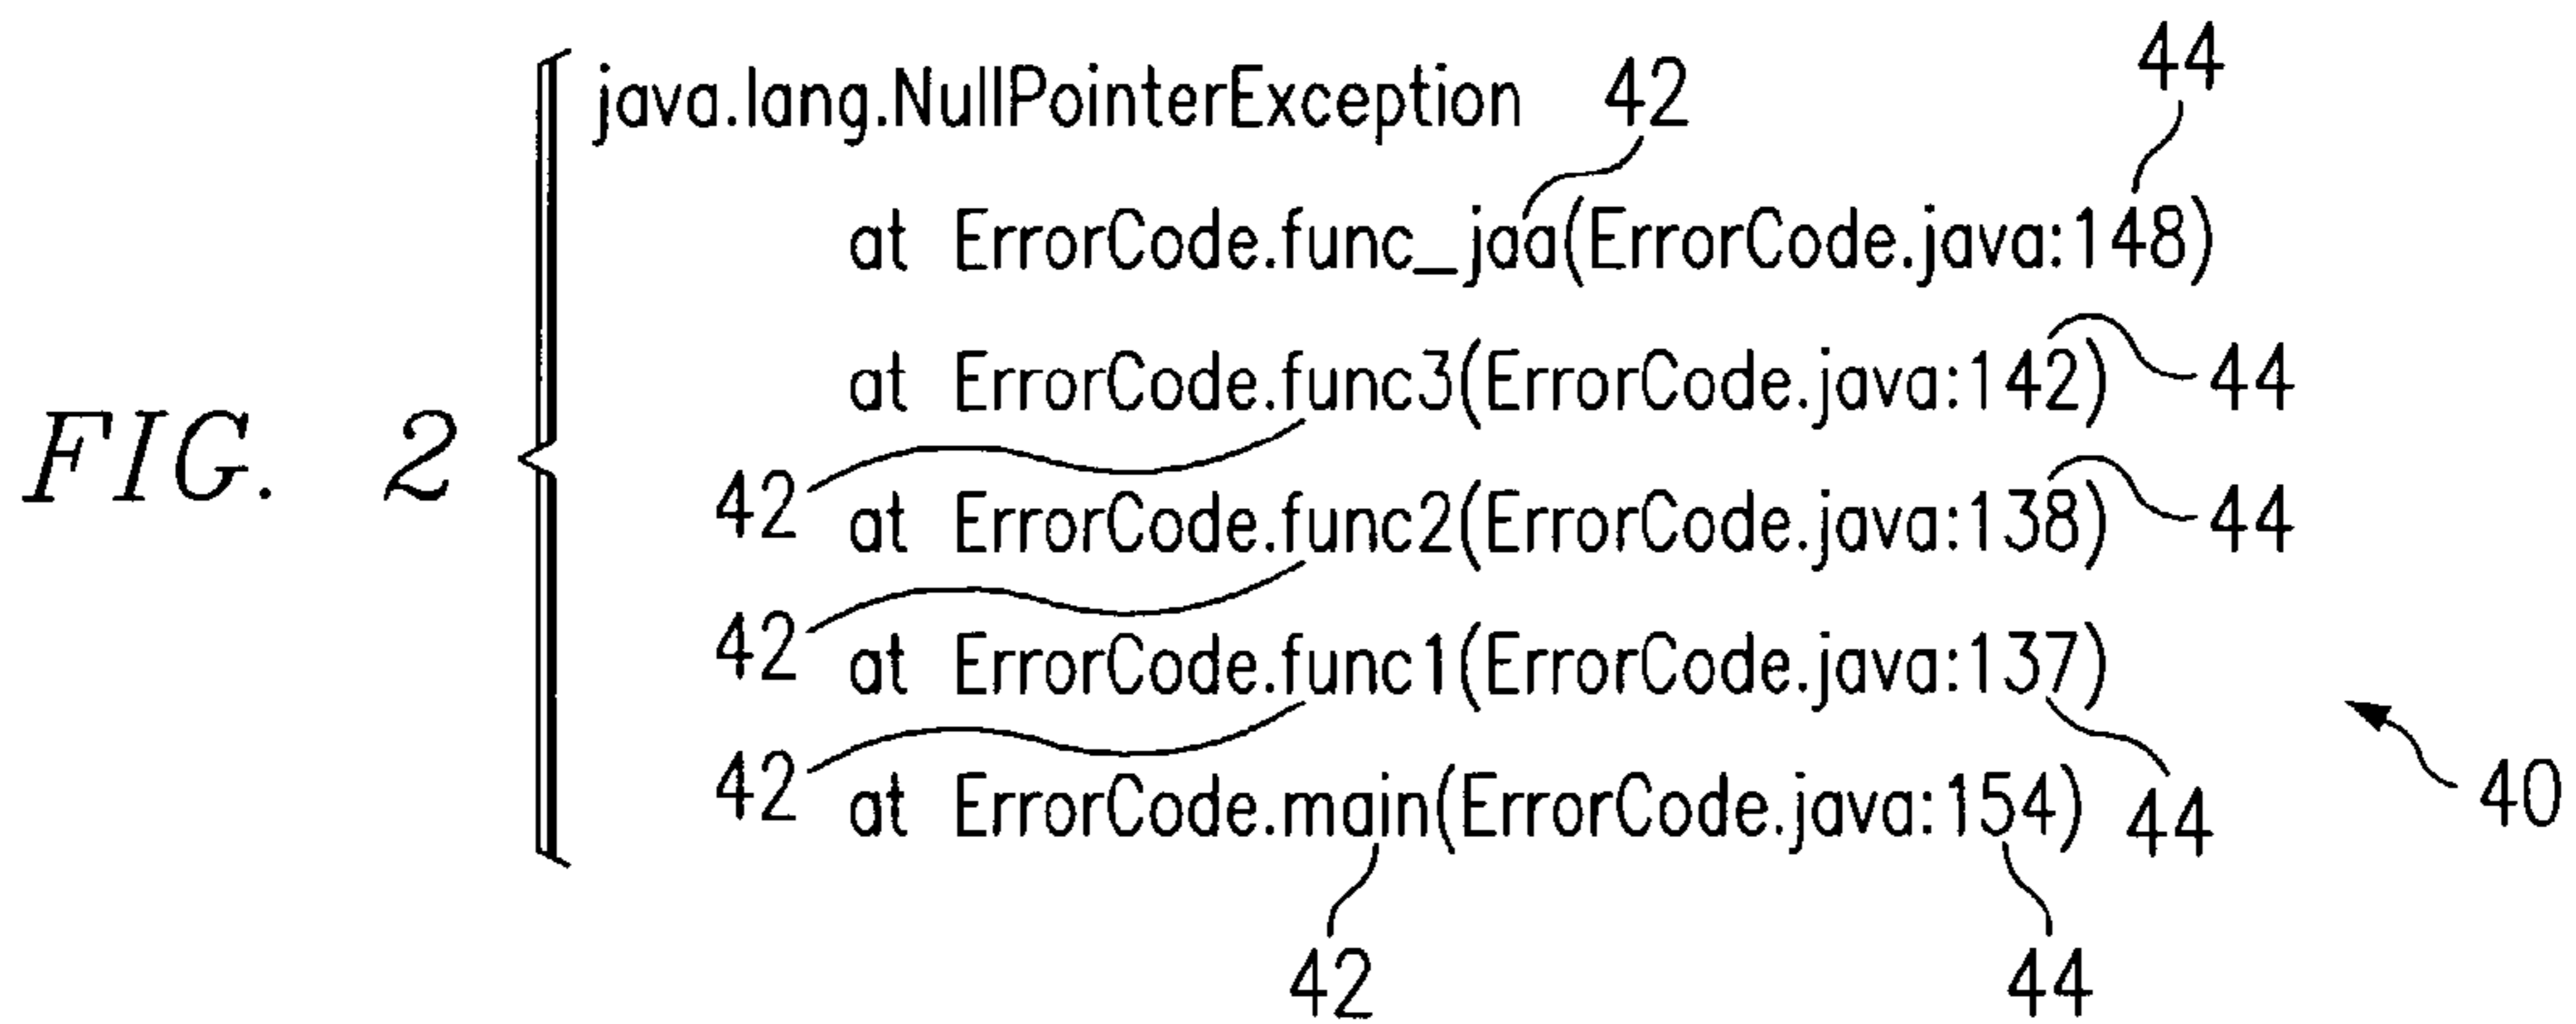 java.lang.NullPointerException 42 44
at ErrorCode.func_jaa(ErrorCode.java:148)
at ErrorCode.func3(ErrorCode.java:142) 44
FIG. 2
42 at ErrorCode.func2(ErrorCode.java:138) 44
42 at ErrorCode.func1(ErrorCode.java:137)
42 at ErrorCode.main(ErrorCode.java:154) 44 40
42 44